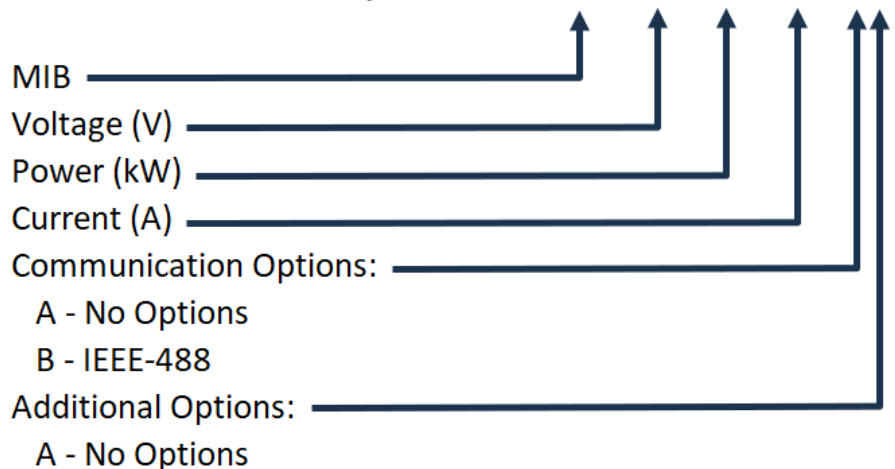 MIB
Voltage (V)
Power (kW)
Current (A)
Communication Options:
A - No Options
B - IEEE-488
Additional Options:
A - No Options